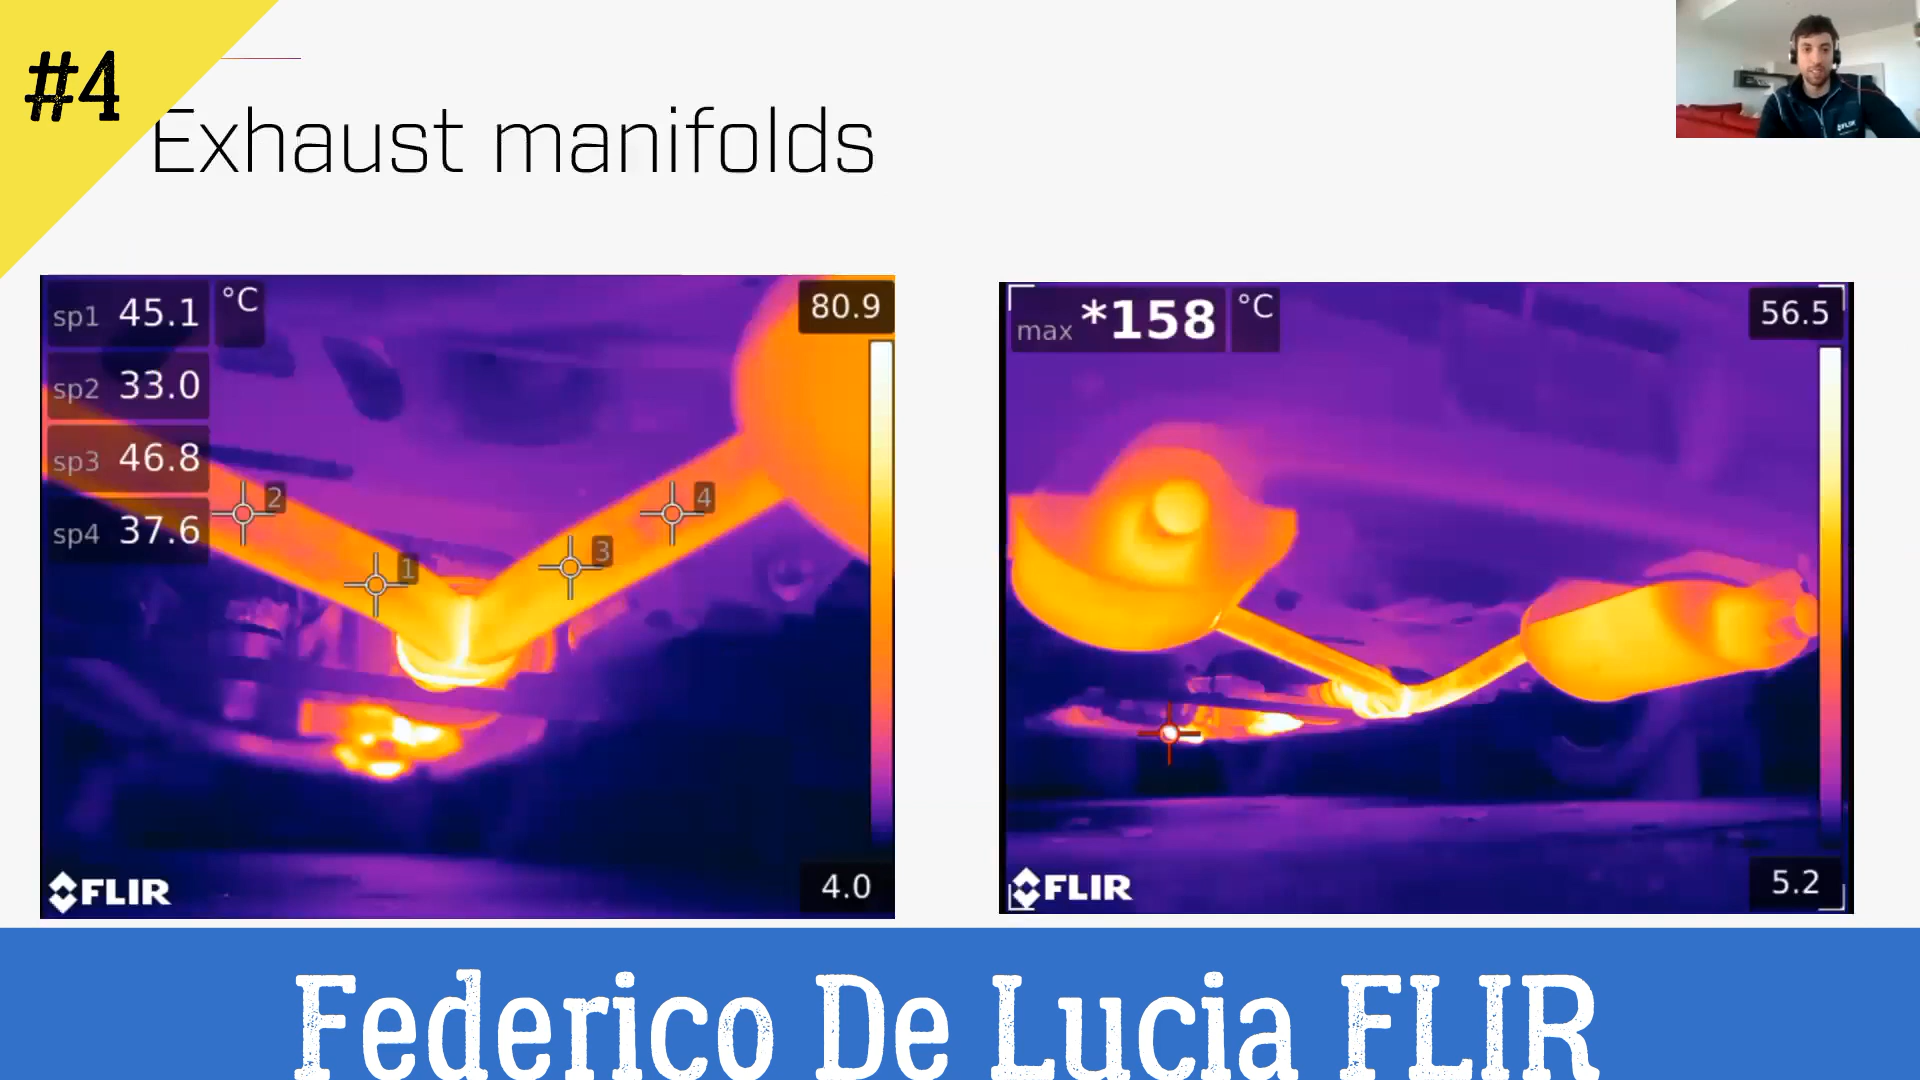 #4
Exhaust manifolds
sp1 45.1 °C
sp2 33.0
sp3 46.8
sp4 37.6
80.9
2
1
3
4
4.0
FLIR
max *158 °C
56.5
5.2
FLIR
FLIR
Federico De Lucia FLIR